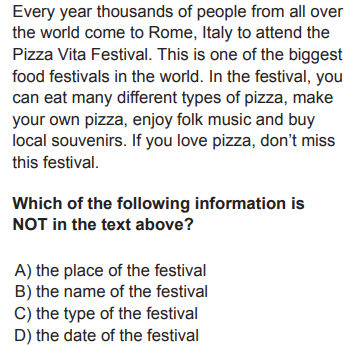 Every year thousands of people from all over
the world come to Rome, Italy to attend the
Pizza Vita Festival. This is one of the biggest
food festivals in the world. In the festival, you
can eat many different types of pizza, make
your own pizza, enjoy folk music and buy
local souvenirs. If you love pizza, don’t miss
this festival.
Which of the following information is
NOT in the text above?
A) the place of the festival
B) the name of the festival
C) the type of the festival
D) the date of the festival